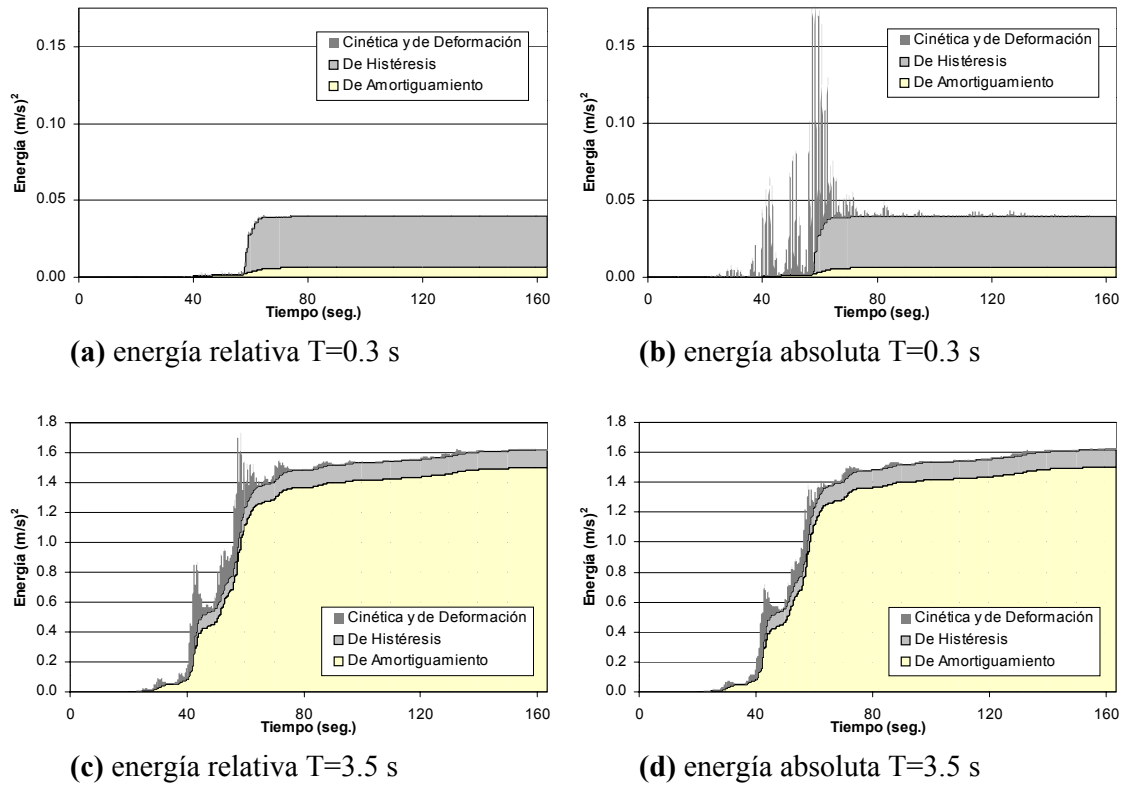 0.15
0.10
0.05
0.00
Energía (m/s)²
Cinética y de Deformación
De Histéresis
De Amortiguamiento
0 40 80 120 160
Tiempo (seg.)
(a) energía relativa T=0.3 s
0.15
0.10
0.05
0.00
Energía (m/s)²
Cinética y de Deformación
De Histéresis
De Amortiguamiento
0 40 80 120 160
Tiempo (seg.)
(b) energía absoluta T=0.3 s
1.8
1.6
1.4
1.2
1.0
0.8
0.6
0.4
0.2
0.0
Energía (m/s)²
Cinética y de Deformación
De Histéresis
De Amortiguamiento
0 40 80 120 160
Tiempo (seg.)
(c) energía relativa T=3.5 s
1.8
1.6
1.4
1.2
1.0
0.8
0.6
0.4
0.2
0.0
Energía (m/s)²
Cinética y de Deformación
De Histéresis
De Amortiguamiento
0 40 80 120 160
Tiempo (seg.)
(d) energía absoluta T=3.5 s